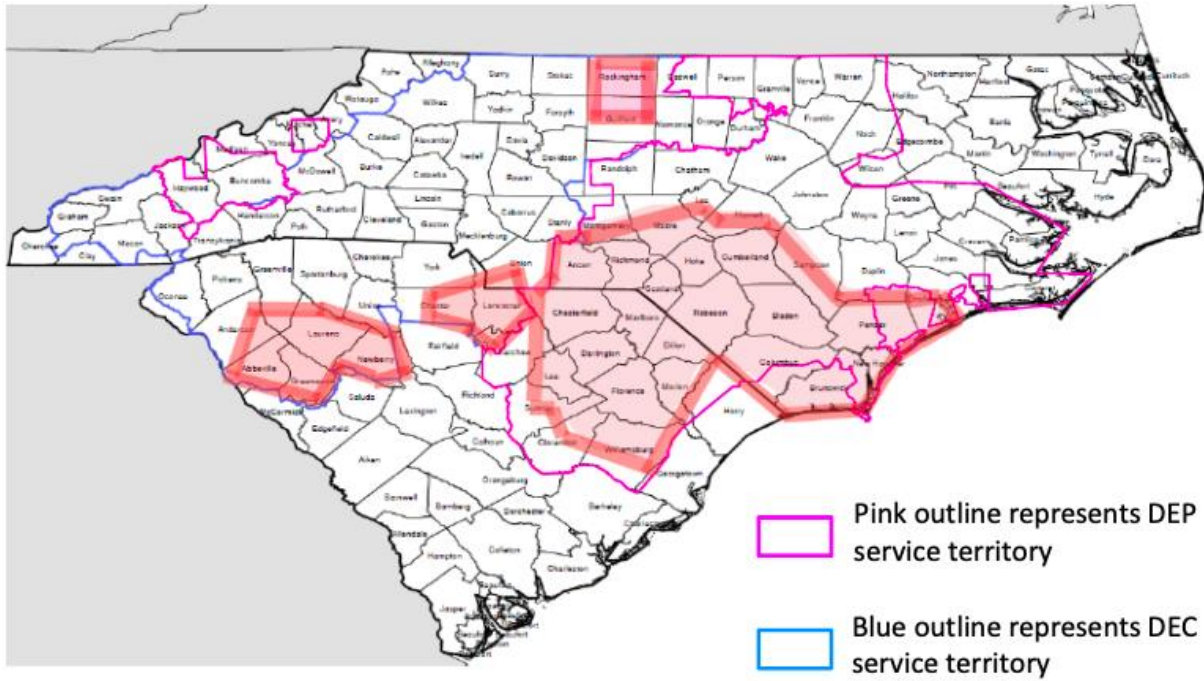 Alleghany
Ashe
Surry
Stokes
Rockingham
Caswell
Person
Granville
Vance
Warren
Northampton
Hertford
Gates
Halifax
Watauga
Wilkes
Yadkin
Forsyth
Guilford
Alamance
Orange
Durham
Franklin
Nash
Edgecombe
Bertie
Martin
Washington
Tyrrell
Dare
Madison
Yancey
Caldwell
Alexander
Iredell
Davie
Davidson
Randolph
Chatham
Wake
Wilson
Haywood
Buncombe
McDowell
Burke
Catawba
Rowan
Johnston
Greene
Pitt
Beaufort
Hyde
Swain
Graham
Jackson
Henderson
Rutherford
Cleveland
Lincoln
Gaston
Cabarrus
Stanly
Montgomery
Moore
Lee
Harnett
Wayne
Lenoir
Craven
Pamlico
Cherokee
Clay
Macon
Transylvania
Polk
Mecklenburg
Union
Anson
Richmond
Hoke
Cumberland
Sampson
Duplin
Jones
Oconee
Pickens
Greenville
Spartanburg
Cherokee
York
Scotland
Union
Chester
Lancaster
Chesterfield
Marlboro
Robeson
Bladen
Pender
Anderson
Laurens
Newberry
Fairfield
Darlington
Dillon
Columbus
New Hanover
Abbeville
Greenwood
Lee
Florence
Marion
Brunswick
McCormick
Saluda
Lexington
Richland
Horry
Edgefield
Calhoun
Clarendon
Williamsburg
Georgetown
Aiken
Orangeburg
Barnwell
Bamberg
Dorchester
Berkeley
Allendale
Colleton
Charleston
Hampton
Jasper
Pink outline represents DEP
service territory
Blue outline represents DEC
service territory